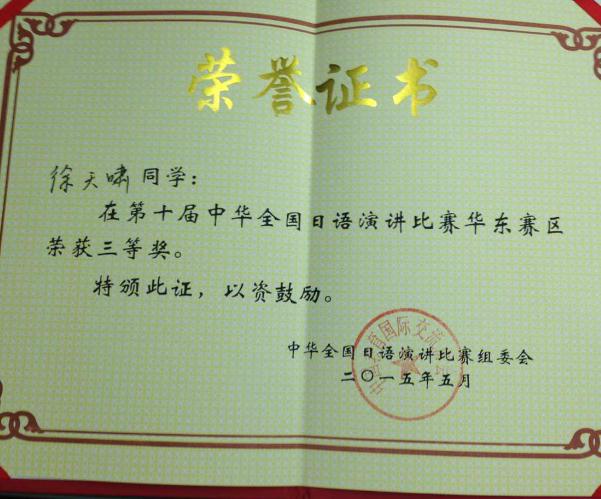 荣誉证书
徐天啸同学：
在第十届中华全国日语演讲比赛华东赛区
荣获三等奖。
特颁此证，以资鼓励。
中华全国日语演讲比赛组委会
二〇一五年五月